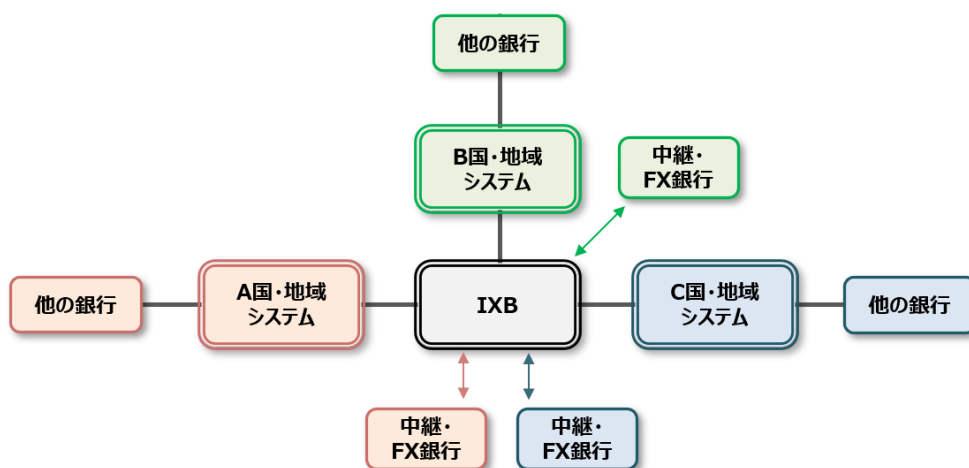 他の銀行
B国・地域
システム
中継・
FX銀行
他の銀行
A国・地域
システム
IXB
C国・地域
システム
他の銀行
中継・
FX銀行
中継・
FX銀行